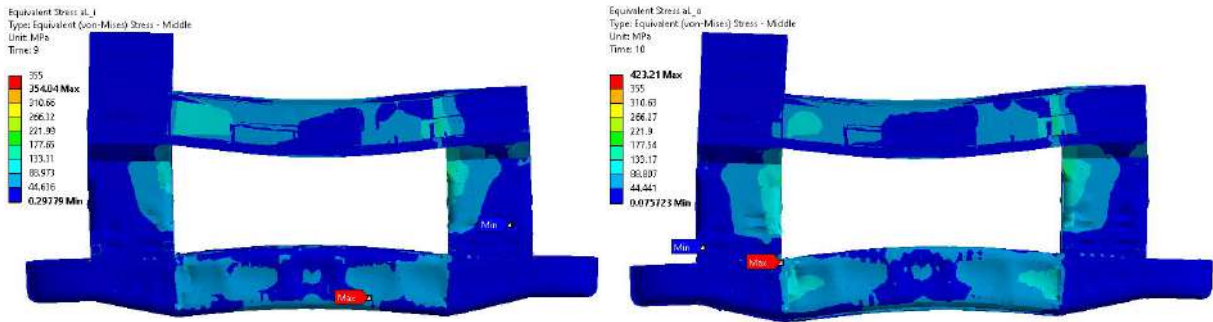 Equivalent Stress aL_i
Type: Equivalent (von-Mises) Stress - Middle
Unit: MPa
Time: 9
355
354.04 Max
310.66
266.32
221.99
177.65
133.31
88.973
44.636
0.29779 Min
Min
Max
Equivalent Stress aL_o
Type: Equivalent (von-Mises) Stress - Middle
Unit: MPa
Time: 10
423.21 Max
355
310.63
266.27
221.9
177.54
133.17
88.807
44.441
0.075723 Min
Min
Max